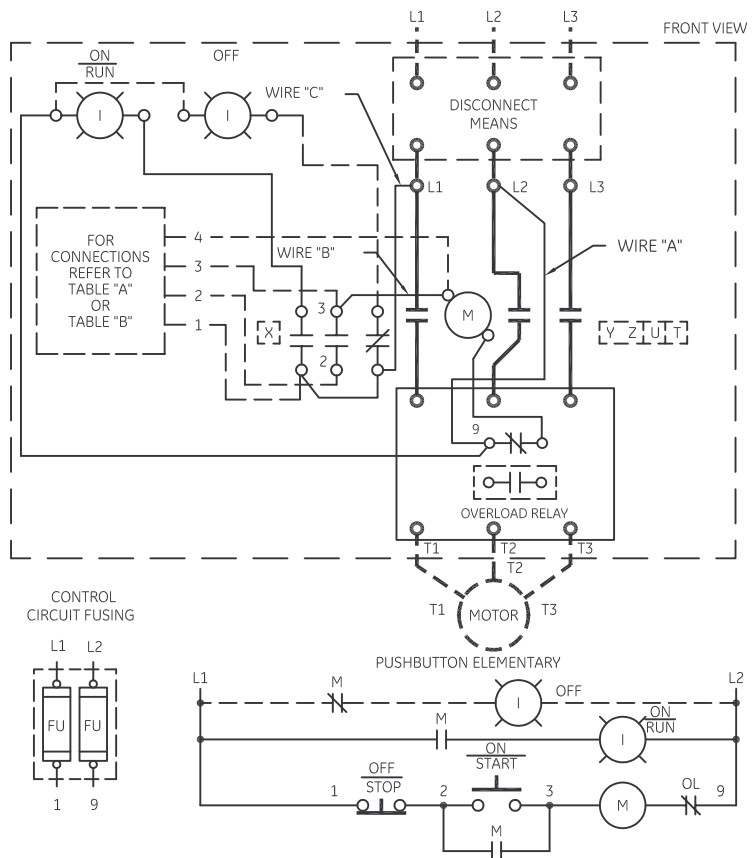 L1 L2 L3
FRONT VIEW
ON
RUN
OFF
I
I
WIRE "C"
DISCONNECT
MEANS
L1 L2 L3
FOR
CONNECTIONS
REFER TO
TABLE "A"
OR
TABLE "B"
4
3
2
1
WIRE "B"
WIRE "A"
X
3
2
M
Y Z U T
9
OVERLOAD RELAY
T1 T2 T3
T2
T1 MOTOR T3
CONTROL
CIRCUIT FUSING
L1 L2
FU FU
1 9
PUSHBUTTON ELEMENTARY
L1 L2
M I OFF
M I ON
RUN
OFF
STOP
ON
START
1 2 3 M OL 9
M